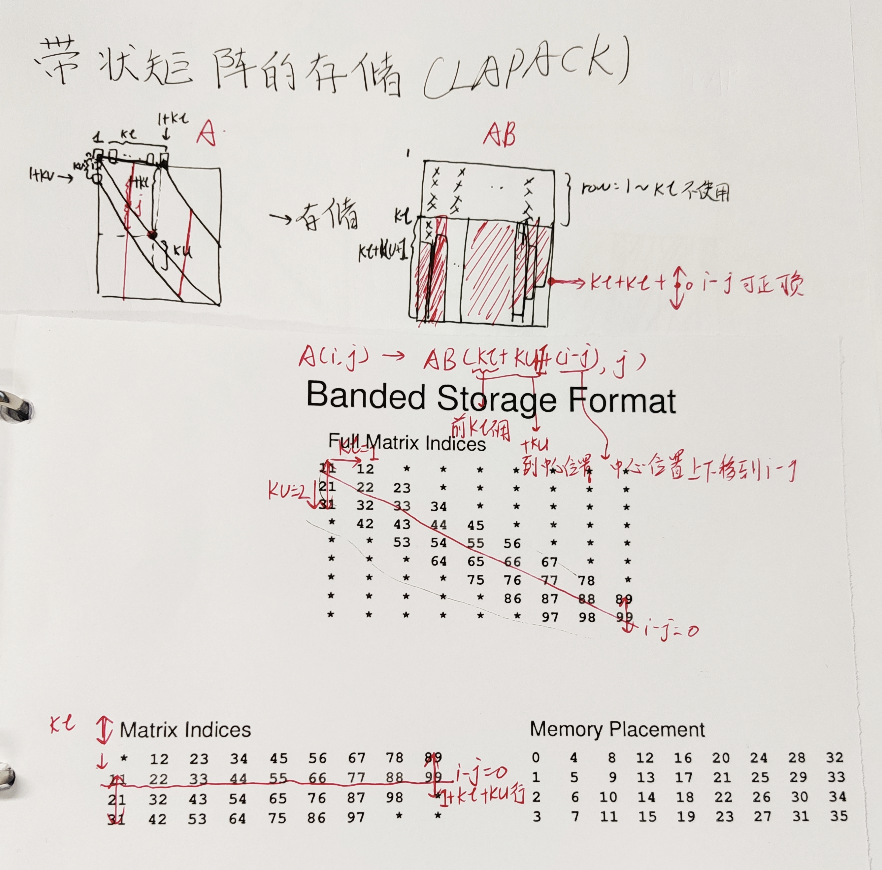 带状矩阵的存储(LAPACK)
1+kl
1 kl A.
1+ku→
ku
→存储
AB
1
kl
kl+ku+1
row=1~kl不使用
→kl+kl+ 0 i-j可正负
A(i,j) → AB(kl+ku+1+(i-j), j)
Banded Storage Format
前kl不用
+ku
到中心位置
中心位置上下移到i-j
Full Matrix Indices
kl=1
ku=2
11 12 * * * * * * *
21 22 23 * * * * * *
31 32 33 34 * * * * *
* 42 43 44 45 * * * *
* * 53 54 55 56 * * *
* * * 64 65 66 67 * *
* * * * 75 76 77 78 *
* * * * * 86 87 88 89
* * * * * * 97 98 99
i-j=0
kl
Matrix Indices
* 12 23 34 45 56 67 78 89
11 22 33 44 55 66 77 88 99
21 32 43 54 65 76 87 98 *
31 42 53 64 75 86 97 * *
i-j=0
1+kl+ku行
Memory Placement
0 4 8 12 16 20 24 28 32
1 5 9 13 17 21 25 29 33
2 6 10 14 18 22 26 30 34
3 7 11 15 19 23 27 31 35